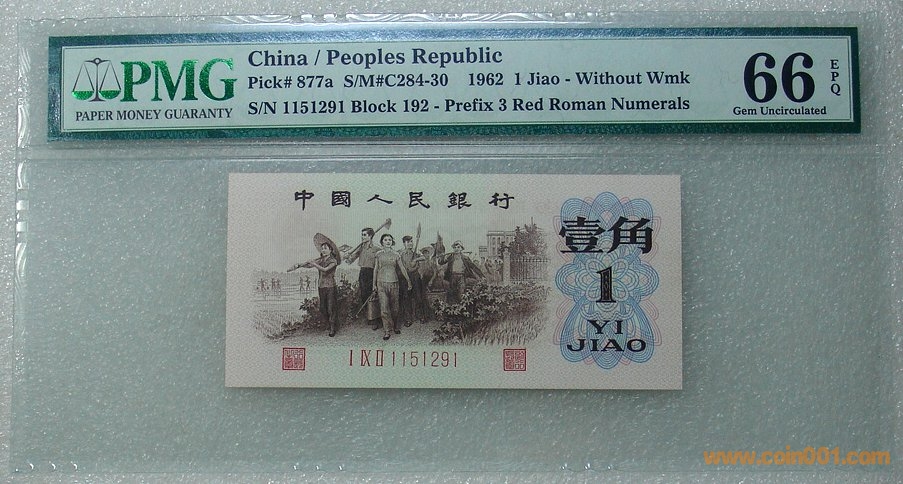 PMG
PAPER MONEY GUARANTY
China / Peoples Republic
Pick# 877a S/M#C284-30 1962 1 Jiao - Without Wmk
S/N 1151291 Block 192 - Prefix 3 Red Roman Numerals
66
EPQ
Gem Uncirculated
中國人民銀行
壹角
1
YI
JIAO
I IX II 1151291
www.coin001.com